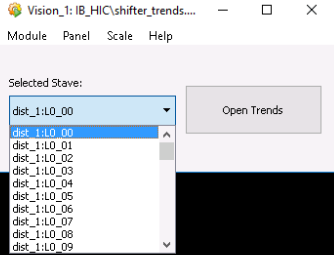 Vision_1: IB_HIC\shifter_trends....
Module Panel Scale Help
Selected Stave:
dist_1:L0_00
Open Trends
dist_1:L0_00
dist_1:L0_01
dist_1:L0_02
dist_1:L0_03
dist_1:L0_04
dist_1:L0_05
dist_1:L0_06
dist_1:L0_07
dist_1:L0_08
dist_1:L0_09